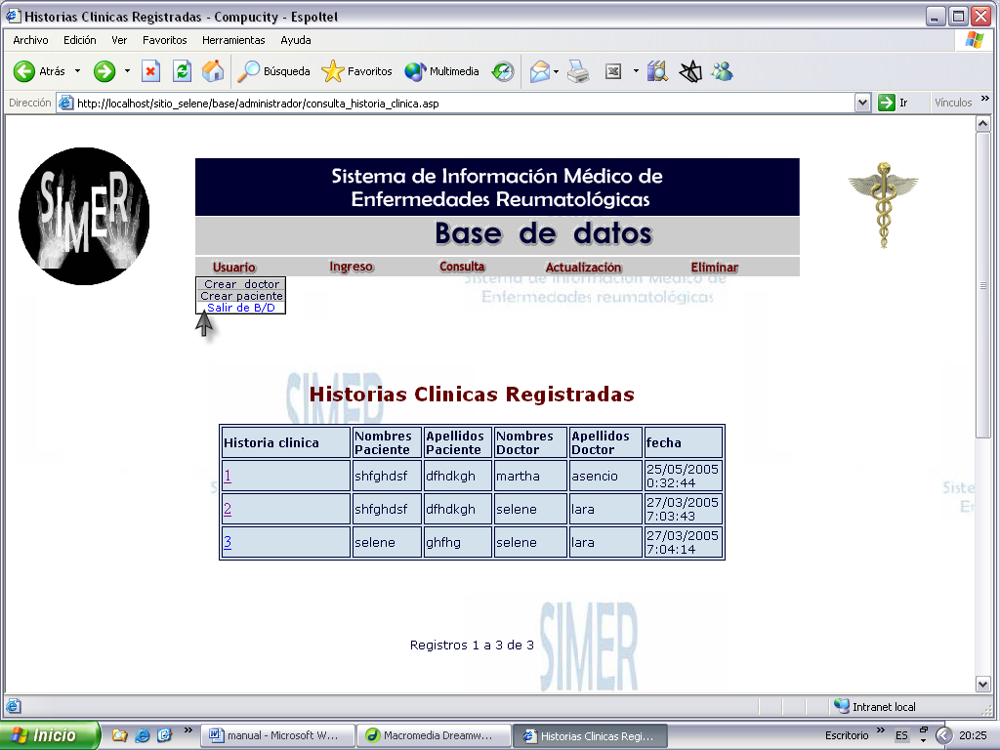 Historias Clinicas Registradas - Compucity - Espoltel
Archivo Edición Ver Favoritos Herramientas Ayuda
Atrás Búsqueda Favoritos Multimedia
Dirección http://localhost/sitio_selene/base/administrador/consulta_historia_clinica.asp Ir Vínculos »
SIMER
Sistema de Información Médico de
Enfermedades Reumatológicas
Base de datos
Usuario Ingreso Consulta Actualización Eliminar
Crear doctor
Crear paciente
Salir de B/D
Sistema de Información Médico de
Enfermedades reumatológicas
SIMER
Historias Clinicas Registradas
Historia clinica Nombres Paciente Apellidos Paciente Nombres Doctor Apellidos Doctor fecha
1 shfghdsf dfhdkgh martha asencio 25/05/2005 0:32:44
2 shfghdsf dfhdkgh selene lara 27/03/2005 7:03:43
3 selene ghfhg selene lara 27/03/2005 7:04:14
Siste
E
SIMER
Registros 1 a 3 de 3
Intranet local
Inicio » manual - Microsoft W... Macromedia Dreamw... Historias Clinicas Regi... Escritorio » ES 20:25